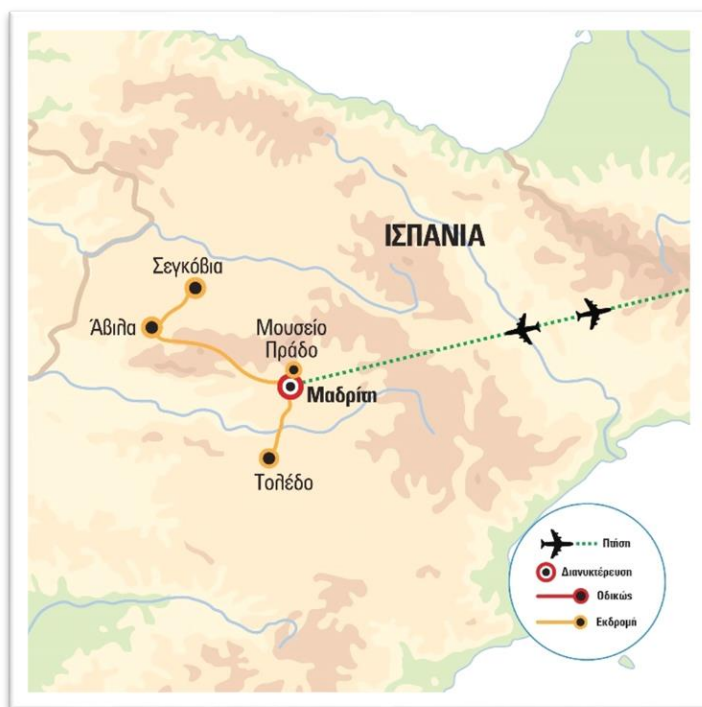 ΙΣΠΑΝΙΑ
Σεγκόβια
Άβιλα
Μουσείο
Πράδο
Μαδρίτη
Τολέδο
Πτήση
Διανυκτέρευση
Οδικώς
Εκδρομή